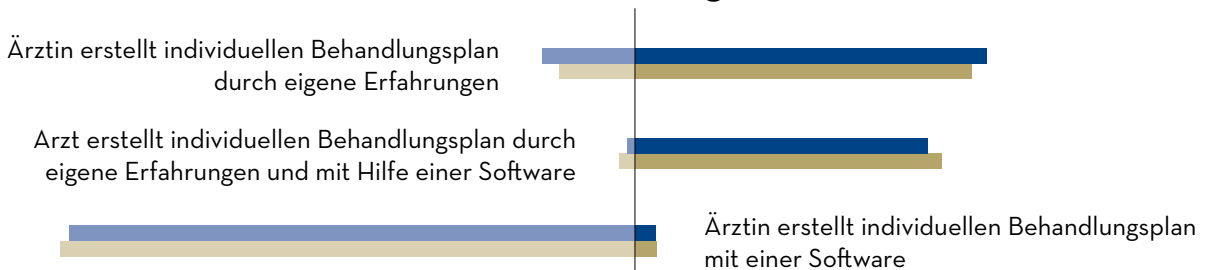 Ärztin erstellt individuellen Behandlungsplan
durch eigene Erfahrungen
Arzt erstellt individuellen Behandlungsplan durch
eigene Erfahrungen und mit Hilfe einer Software
Ärztin erstellt individuellen Behandlungsplan
mit einer Software